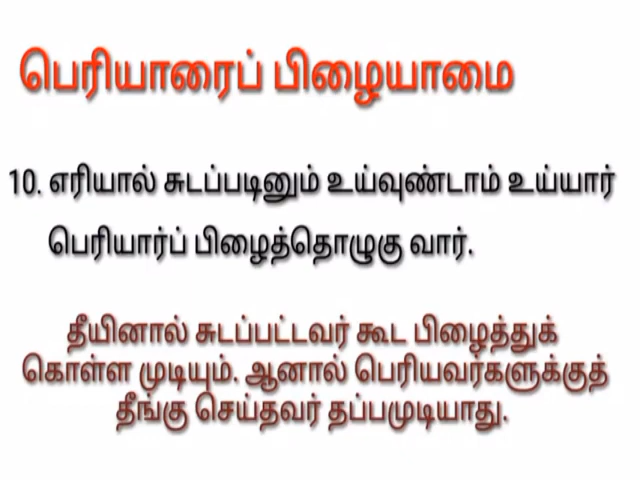 பெரியாரைப் பிழையாமை
10. எரியால் சுடப்படினும் உய்வுண்டாம் உய்யார்
பெரியார்ப் பிழைத்தொழுகு வார்.
தீயினால் சுடப்பட்டவர் கூட பிழைத்துக்
கொள்ள முடியும். ஆனால் பெரியவர்களுக்குத்
தீங்கு செய்தவர் தப்பமுடியாது.